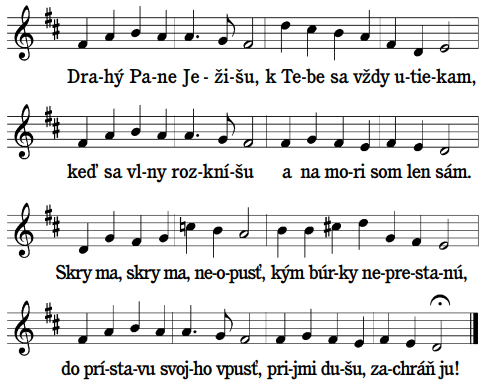 Dra-hý Pa-ne Je - ži-šu, k Te-be sa vždy u-tie-kam,
keď sa vl-ny roz-kní-šu a na mo-ri som len sám.
Skry ma, skry ma, ne-o-pusť, kým búr-ky ne-pre-sta-nú,
do prí-sta-vu svoj-ho vpusť, pri-jmi du-šu, za-chráň ju!